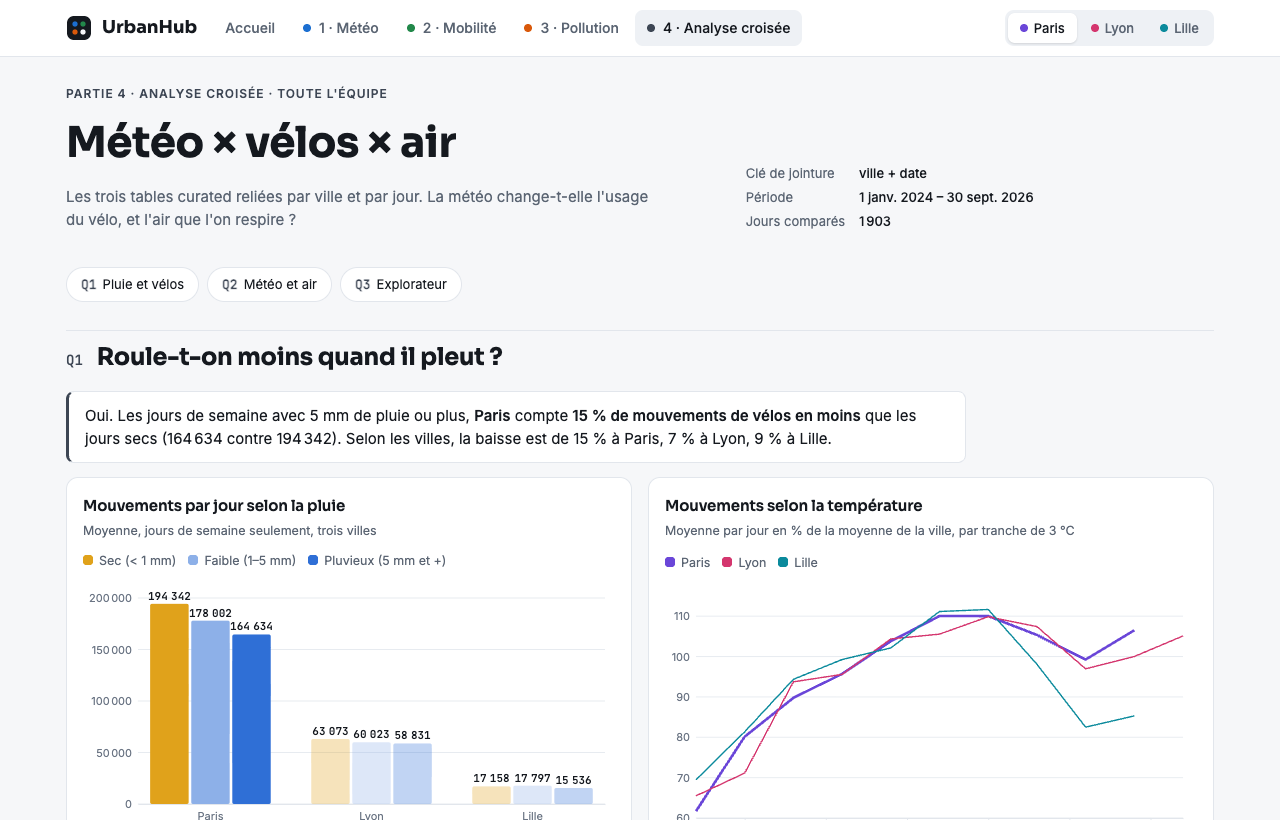 UrbanHub
Accueil
1 · Météo
2 · Mobilité
3 · Pollution
4 · Analyse croisée
Paris
Lyon
Lille
PARTIE 4 · ANALYSE CROISÉE · TOUTE L'ÉQUIPE
Météo × vélos × air
Les trois tables curated reliées par ville et par jour. La météo change-t-elle l'usage
du vélo, et l'air que l'on respire ?
Clé de jointure ville + date
Période 1 janv. 2024 – 30 sept. 2026
Jours comparés 1 903
Q1 Pluie et vélos
Q2 Météo et air
Q3 Explorateur
Q1 Roule-t-on moins quand il pleut ?
Oui. Les jours de semaine avec 5 mm de pluie ou plus, Paris compte 15 % de mouvements de vélos en moins que les
jours secs (164 634 contre 194 342). Selon les villes, la baisse est de 15 % à Paris, 7 % à Lyon, 9 % à Lille.
Mouvements par jour selon la pluie
Moyenne, jours de semaine seulement, trois villes
Sec (< 1 mm)
Faible (1–5 mm)
Pluvieux (5 mm et +)
200 000
150 000
100 000
50 000
0
194 342
178 002
164 634
63 073
60 023
58 831
17 158
17 797
15 536
Paris
Lyon
Lille
Mouvements selon la température
Moyenne par jour en % de la moyenne de la ville, par tranche de 3 °C
Paris
Lyon
Lille
110
100
90
80
70
60